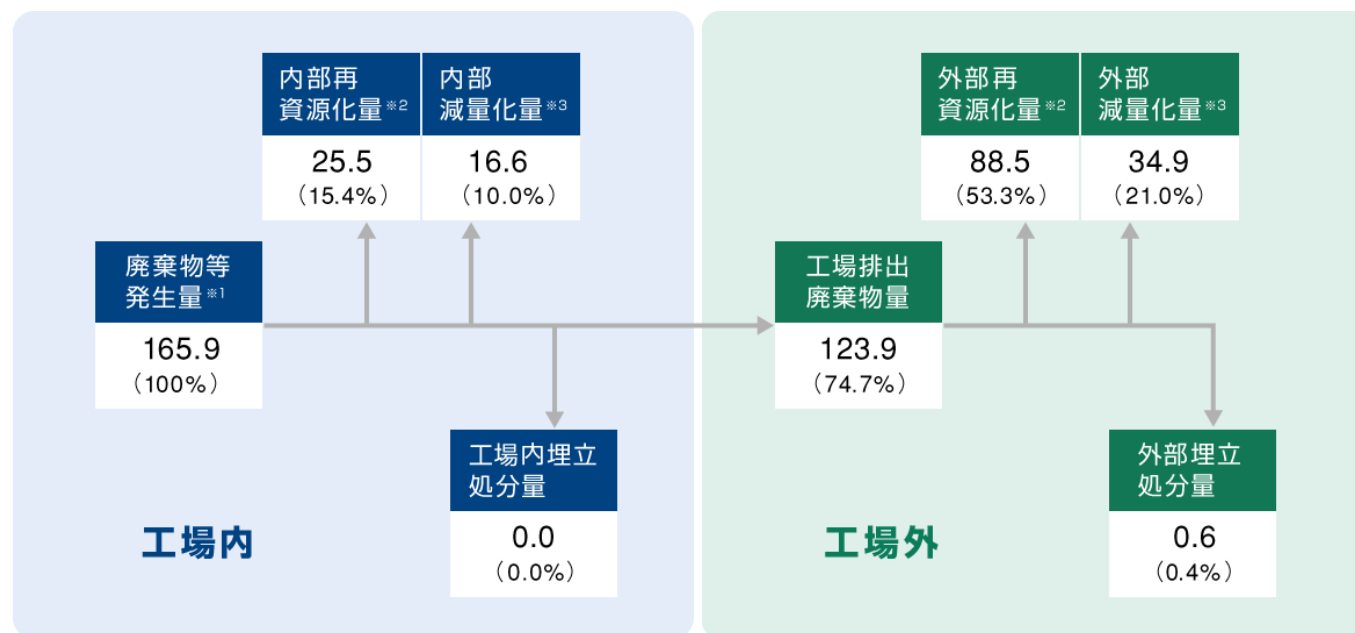 内部再
資源化量※2
25.5
（15.4%）
内部
減量化量※3
16.6
（10.0%）
廃棄物等
発生量※1
165.9
（100%）
工場内埋立
処分量
0.0
（0.0%）
工場内
外部再
資源化量※2
88.5
（53.3%）
外部
減量化量※3
34.9
（21.0%）
工場排出
廃棄物量
123.9
（74.7%）
外部埋立
処分量
0.6
（0.4%）
工場外